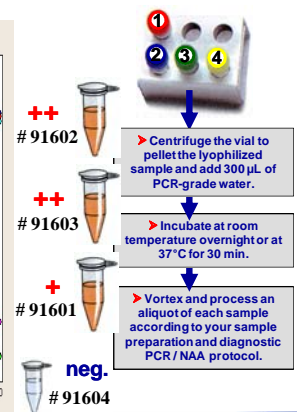 1
2 3 4
++
# 91602
++
# 91603
+
# 91601
neg.
# 91604
➤ Centrifuge the vial to
pellet the lyophilized
sample and add 300 µL of
PCR-grade water.
➤ Incubate at room
temperature overnight or at
37°C for 30 min.
➤ Vortex and process an
aliquot of each sample
according to your sample
preparation and diagnostic
PCR / NAA protocol.